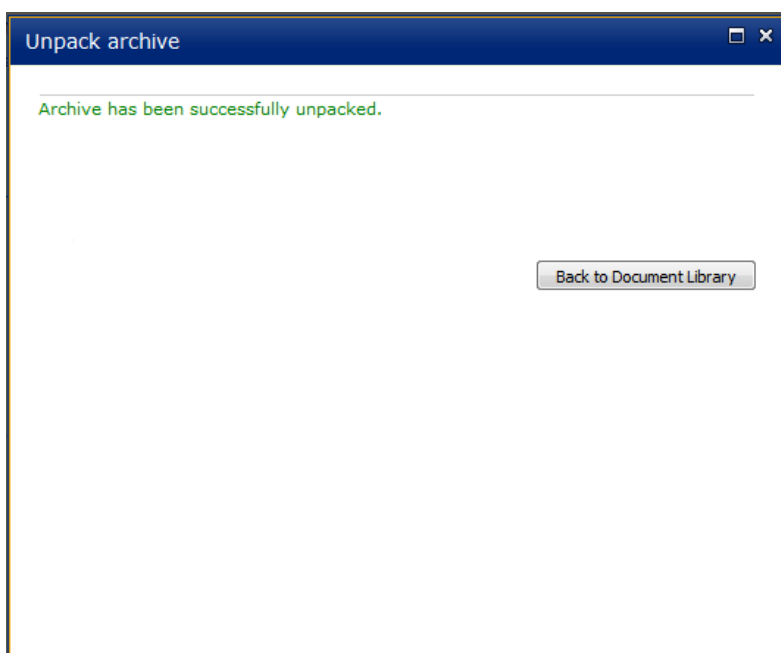 Unpack archive
Archive has been successfully unpacked.
Back to Document Library